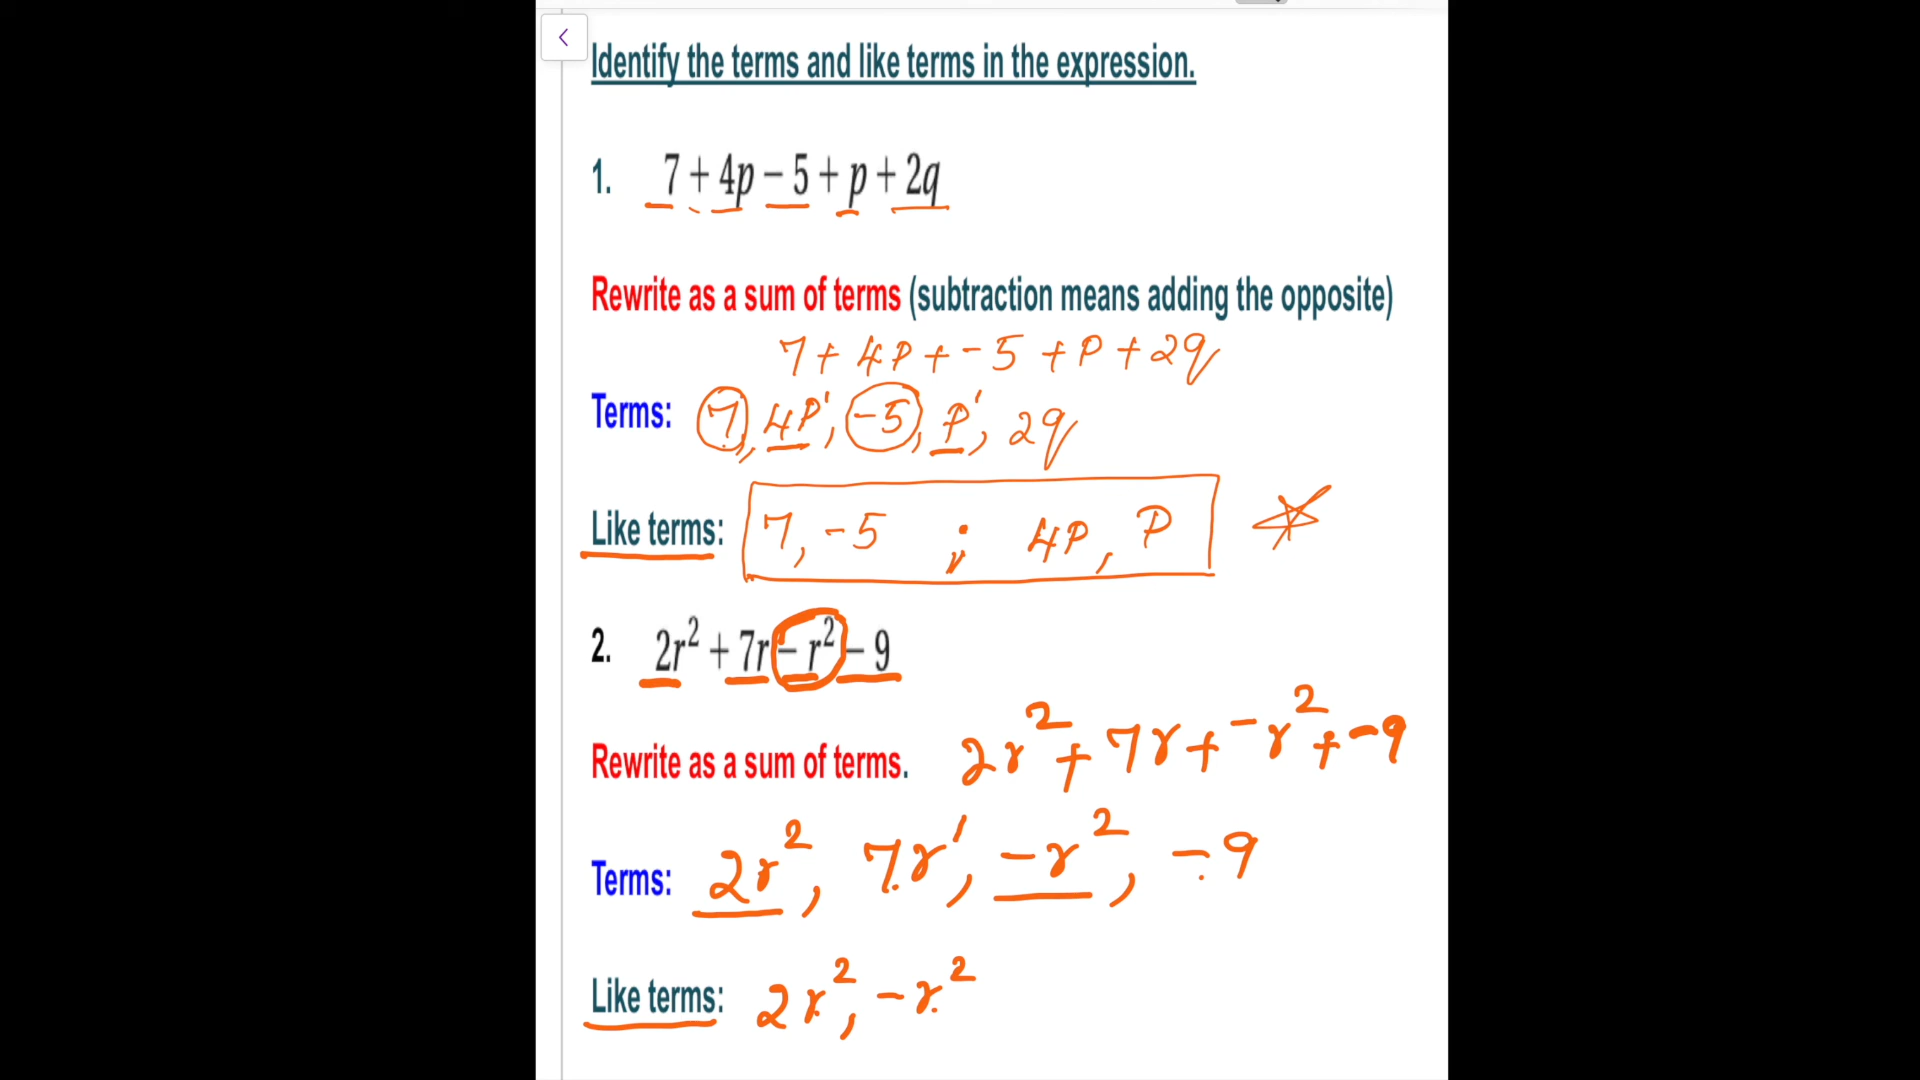 Identify the terms and like terms in the expression.
1. 7 + 4p − 5 + p + 2q
Rewrite as a sum of terms (subtraction means adding the opposite)
7 + 4p + -5 + p + 2q
Terms: 7, 4p', -5, p', 2q
Like terms: 7, -5 ; 4p, p
2. 2r² + 7r − r² − 9
Rewrite as a sum of terms. 2r² + 7r + -r² + -9
Terms: 2r², 7r', -r², -9
Like terms: 2r², -r²